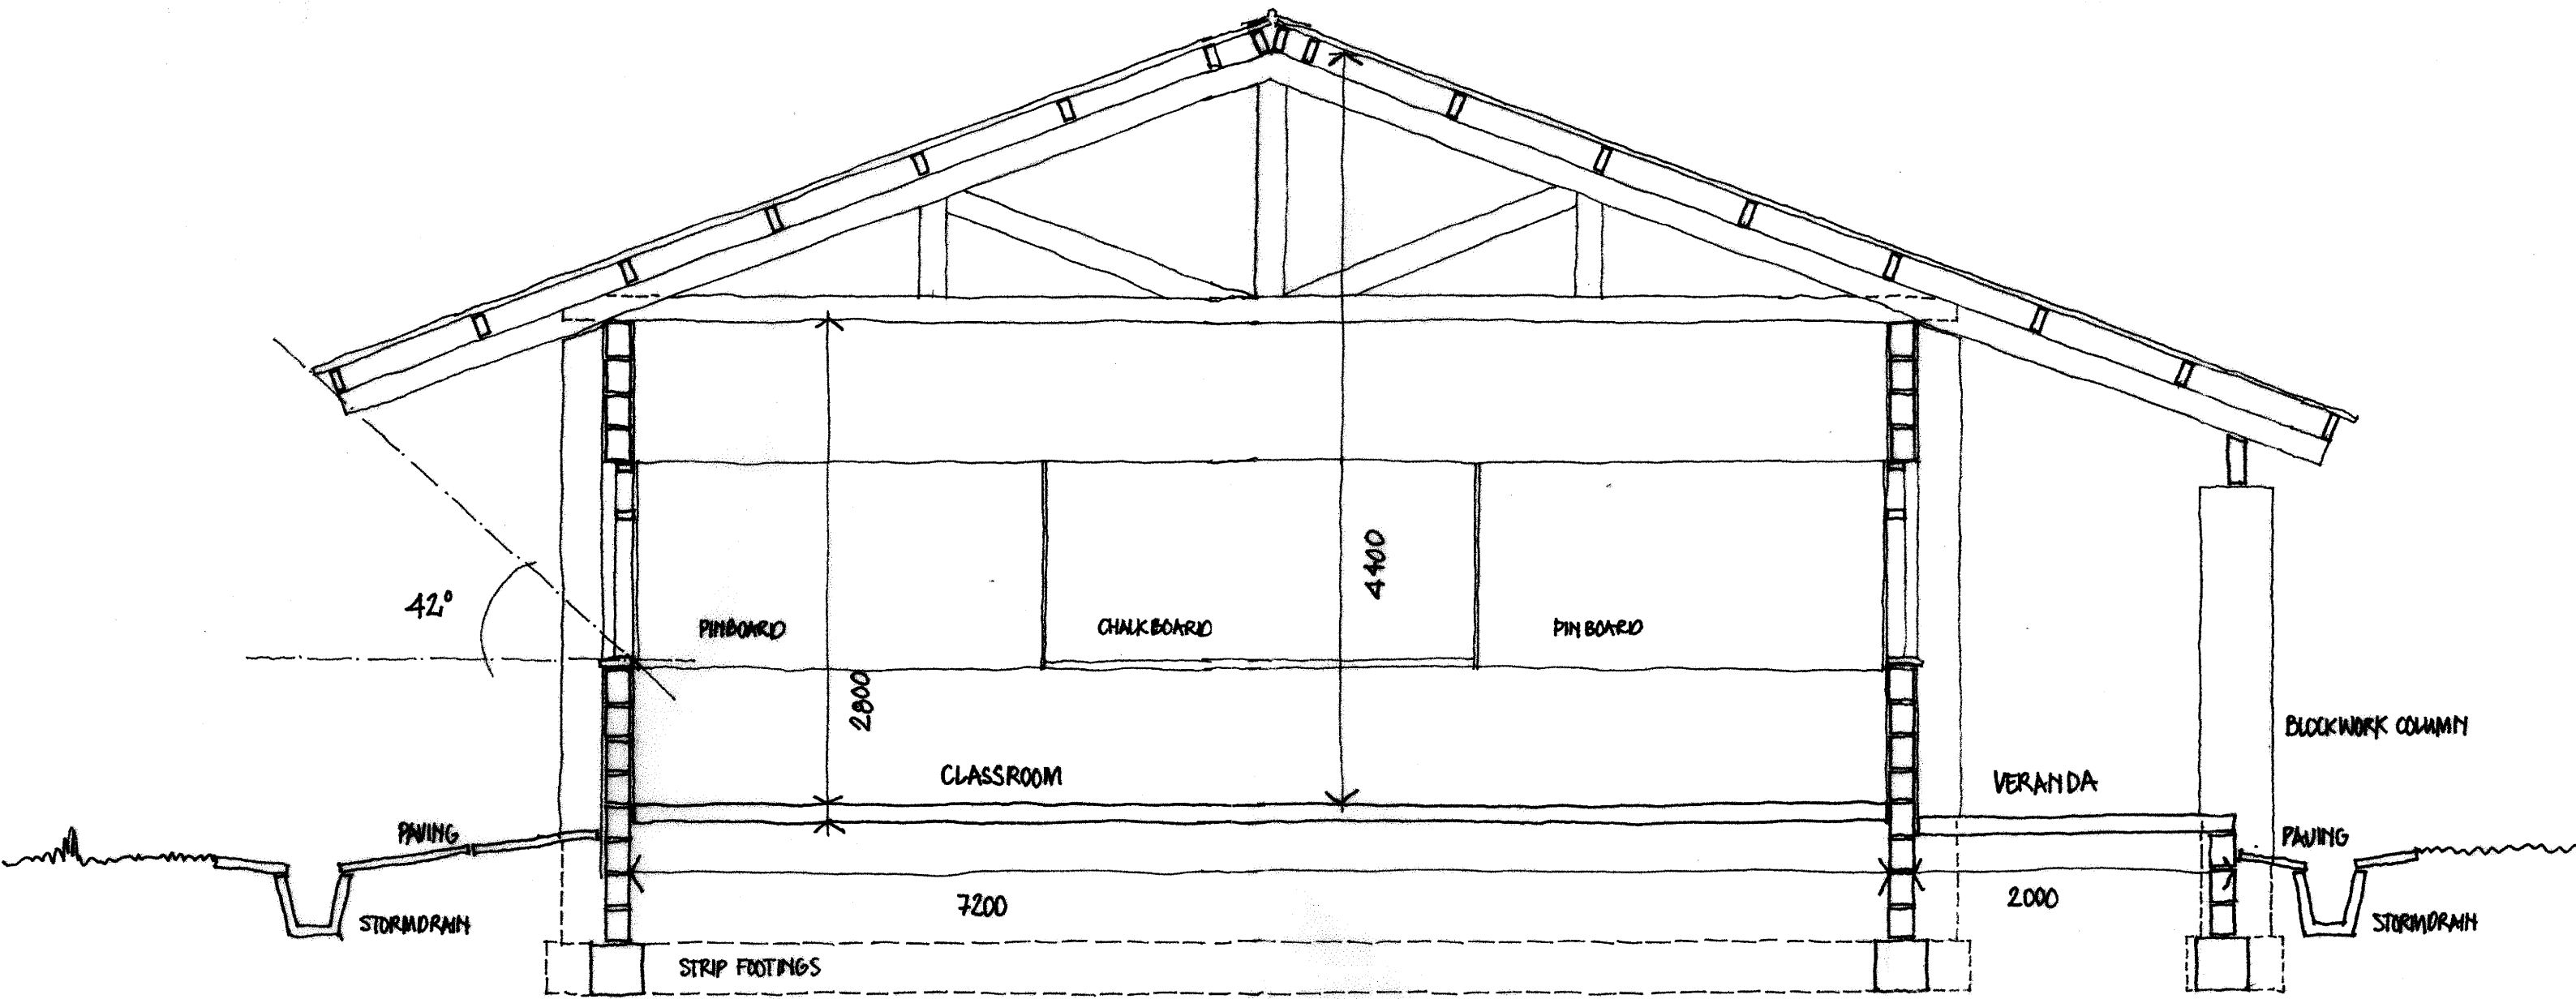 4400
42°
PINBOARD
CHALKBOARD
PINBOARD
2800
BLOCKWORK COLUMN
CLASSROOM
VERANDA
PAVING
PAVING
7200
2000
STORMDRAIN
STORMDRAIN
STRIP FOOTINGS